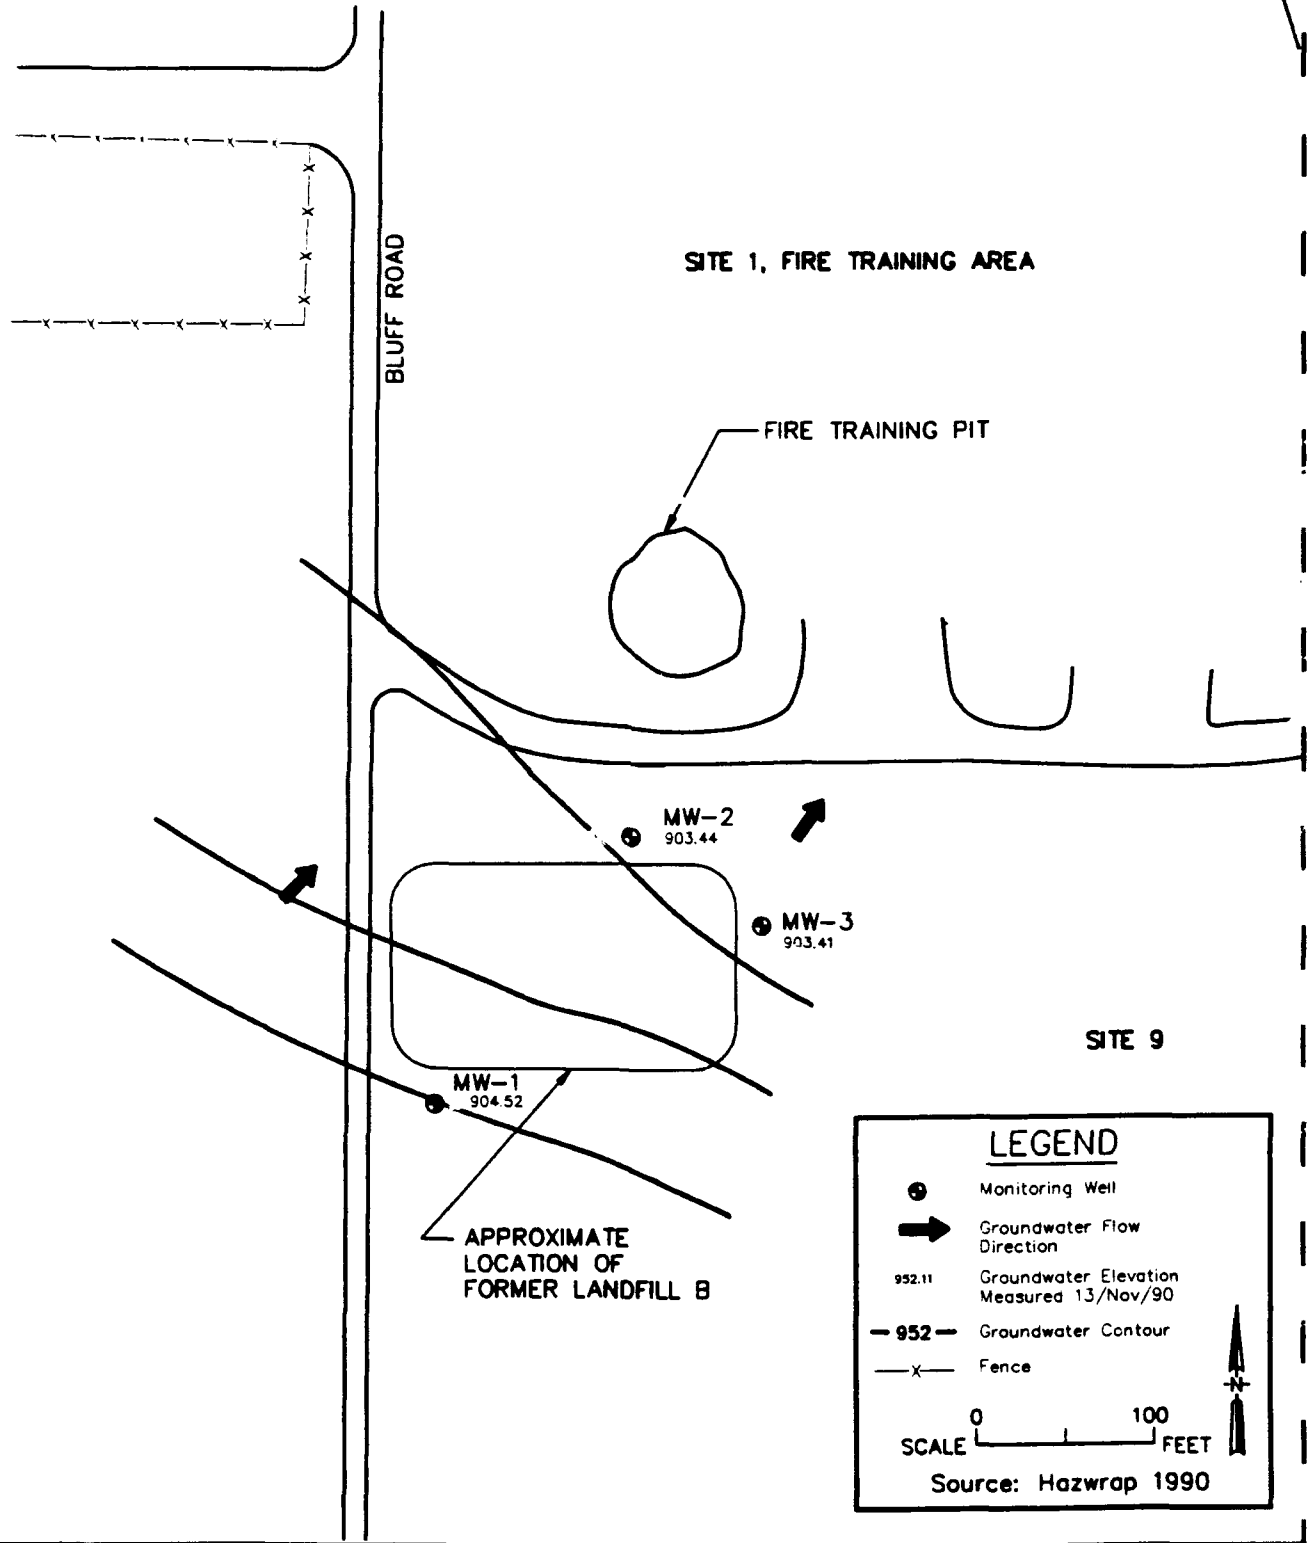 BLUFF ROAD
SITE 1, FIRE TRAINING AREA
FIRE TRAINING PIT
MW-2
903.44
MW-3
903.41
SITE 9
MW-1
904.52
APPROXIMATE
LOCATION OF
FORMER LANDFILL B
LEGEND
Monitoring Well
Groundwater Flow
Direction
952.11 Groundwater Elevation
Measured 13/Nov/90
952 Groundwater Contour
X Fence
N
0 100
SCALE FEET
Source: Hazwrap 1990